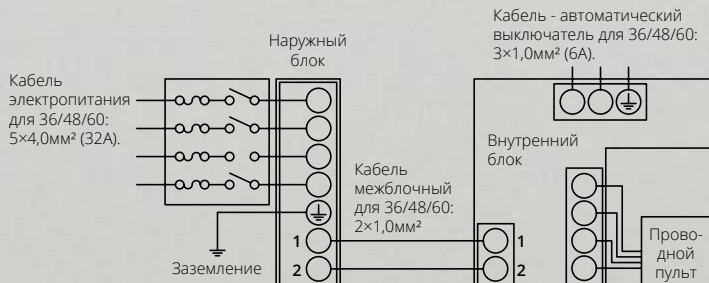 Кабель - автоматический
выключатель для 36/48/60:
3×1,0мм² (6А).
Наружный
блок
Кабель
электропитания
для 36/48/60:
5×4,0мм² (32А).
Внутренний
блок
Кабель
межблочный
для 36/48/60:
2×1,0мм²
Заземление
1
2
1
2
Прово-
дной
пульт